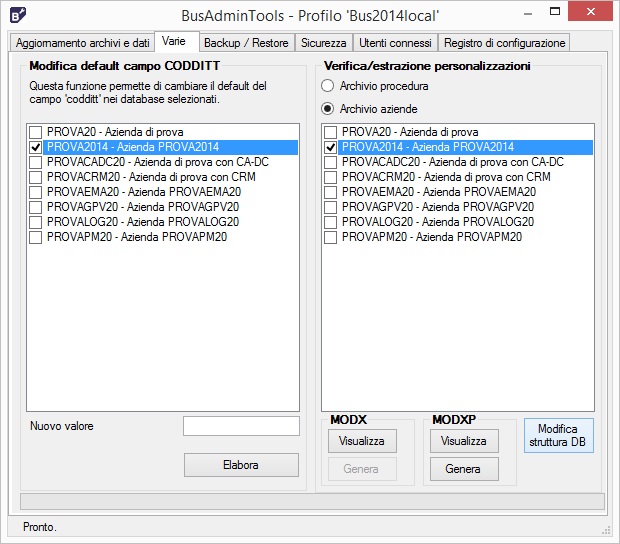 BusAdminTools - Profilo 'Bus2014local'
Aggiornamento archivi e dati
Varie
Backup / Restore
Sicurezza
Utenti connessi
Registro di configurazione
Modifica default campo CODDITT
Questa funzione permette di cambiare il default del
campo 'codditt' nei database selezionati.
PROVA20 - Azienda di prova
PROVA2014 - Azienda PROVA2014
PROVACADC20 - Azienda di prova con CA-DC
PROVACRM20 - Azienda di prova con CRM
PROVAEMA20 - Azienda PROVAEMA20
PROVAGPV20 - Azienda PROVAGPV20
PROVALOG20 - Azienda PROVALOG20
PROVAPM20 - Azienda PROVAPM20
Nuovo valore
Elabora
Verifica/estrazione personalizzazioni
Archivio procedura
Archivio aziende
PROVA20 - Azienda di prova
PROVA2014 - Azienda PROVA2014
PROVACADC20 - Azienda di prova con CA-DC
PROVACRM20 - Azienda di prova con CRM
PROVAEMA20 - Azienda PROVAEMA20
PROVAGPV20 - Azienda PROVAGPV20
PROVALOG20 - Azienda PROVALOG20
PROVAPM20 - Azienda PROVAPM20
MODX
Visualizza
Genera
MODXP
Visualizza
Genera
Modifica
struttura DB
Pronto.